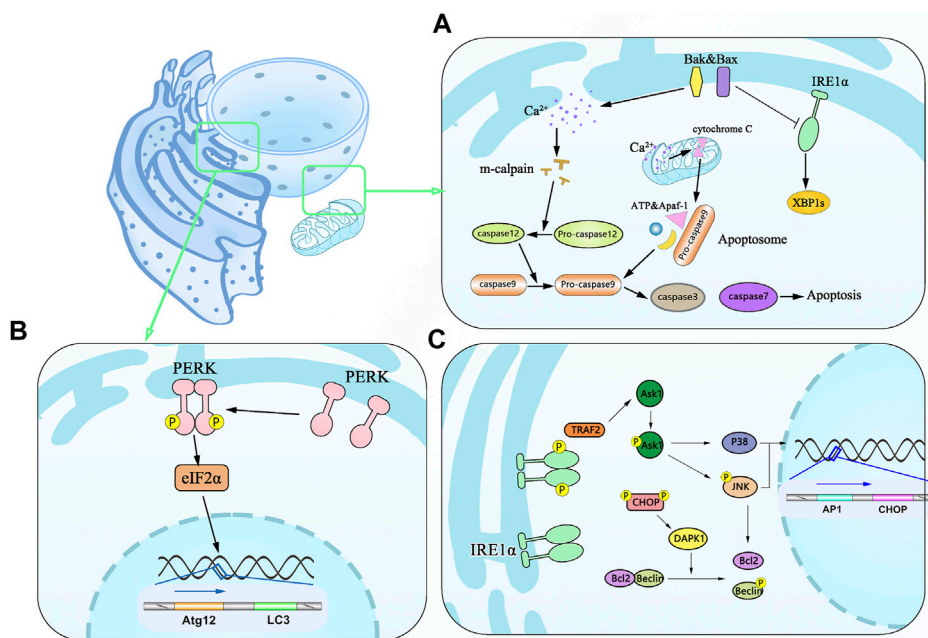 A
Bak&Bax
IRE1α
Ca2+
cytochrome C
Ca2+
m-calpain
XBP1s
ATP&Apaf-1
Pro-caspase9
Apoptosome
caspase12
Pro-caspase12
caspase9
Pro-caspase9
caspase3
caspase7
Apoptosis
B
PERK
PERK
P
P
eIF2α
Atg12
LC3
C
Ask1
TRAF2
P
Ask1
P38
P
P
JNK
P
P
P
CHOP
AP1
CHOP
DAPK1
IRE1α
Bcl2
Bcl2
Beclin
P
Beclin